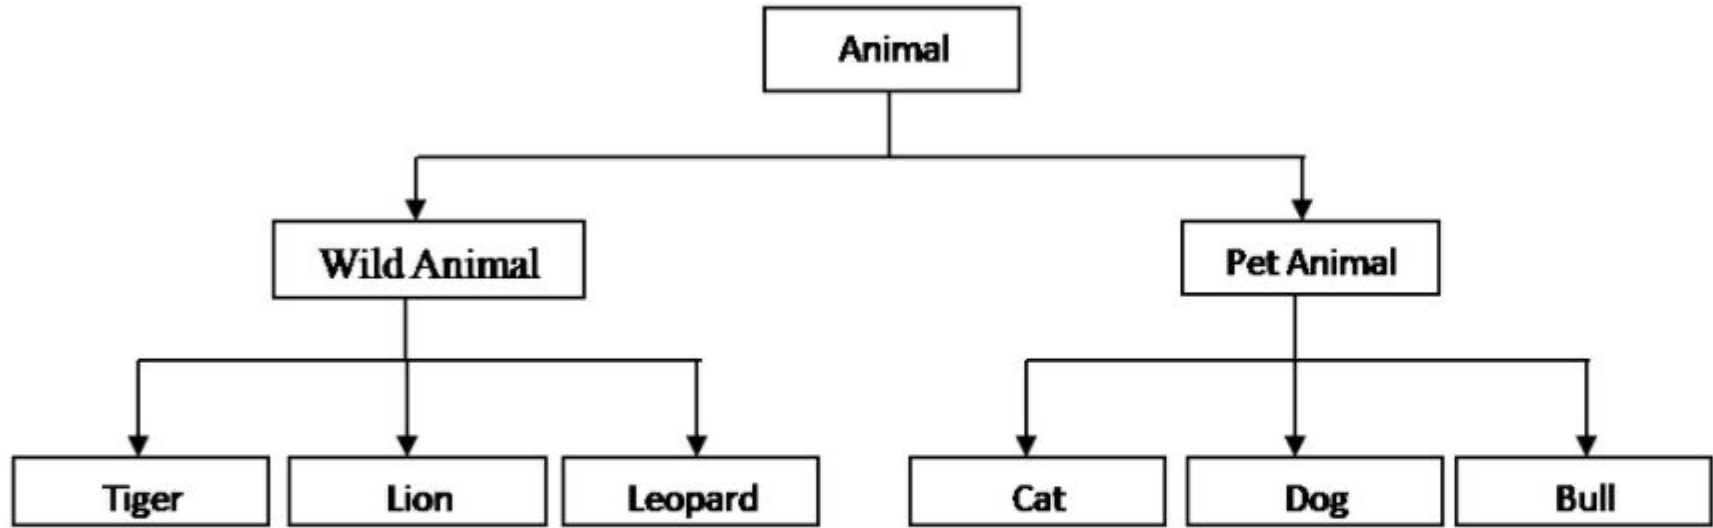 Animal
Wild Animal
Pet Animal
Tiger
Lion
Leopard
Cat
Dog
Bull